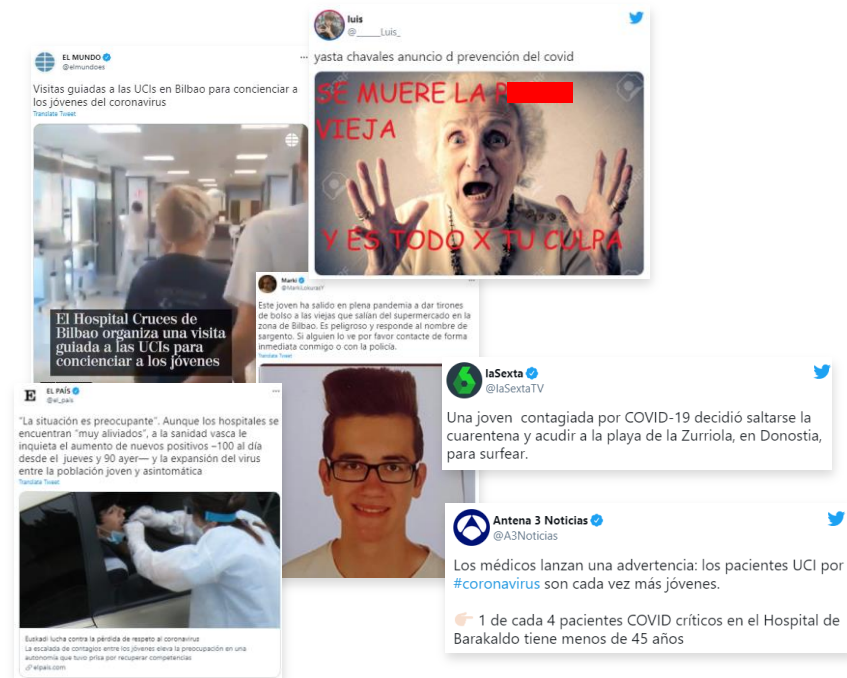 EL MUNDO
@elmundoes
Visitas guiadas a las UCIs en Bilbao para concienciar a
los jóvenes del coronavirus
Translate Tweet
El Hospital Cruces de
Bilbao organiza una visita
guiada a las UCIs para
concienciar a los jóvenes
luis
@_____Luis_
yasta chavales anuncio d prevención del covid
SE MUERE LA P
VIEJA
Y ES TODO X TU CULPA
Marki
Este joven ha salido en plena pandemia a dar tirones
de bolso a las viejas que salían del supermercado en la
zona de Bilbao. Es peligroso y responde al nombre de
sargento. Si alguien lo ve por favor contacte de forma
inmediata conmigo o con la policía.
Translate Tweet
E
EL PAÍS
@el_pais
"La situación es preocupante". Aunque los hospitales se
encuentran "muy aliviados", a la sanidad vasca le
inquieta el aumento de nuevos positivos –100 al día
desde el jueves y 90 ayer— y la expansión del virus
entre la población joven y asintomática
Translate Tweet
Euskadi lucha contra la pérdida de respeto al coronavirus
La escalada de contagios entre los jóvenes eleva la preocupación en una
autonomía que tuvo prisa por recuperar competencias
elpais.com
laSexta
@laSextaTV
Una joven contagiada por COVID-19 decidió saltarse la
cuarentena y acudir a la playa de la Zurriola, en Donostia,
para surfear.
Antena 3 Noticias
@A3Noticias
Los médicos lanzan una advertencia: los pacientes UCI por
#coronavirus son cada vez más jóvenes.
👉🏻 1 de cada 4 pacientes COVID críticos en el Hospital de
Barakaldo tiene menos de 45 años